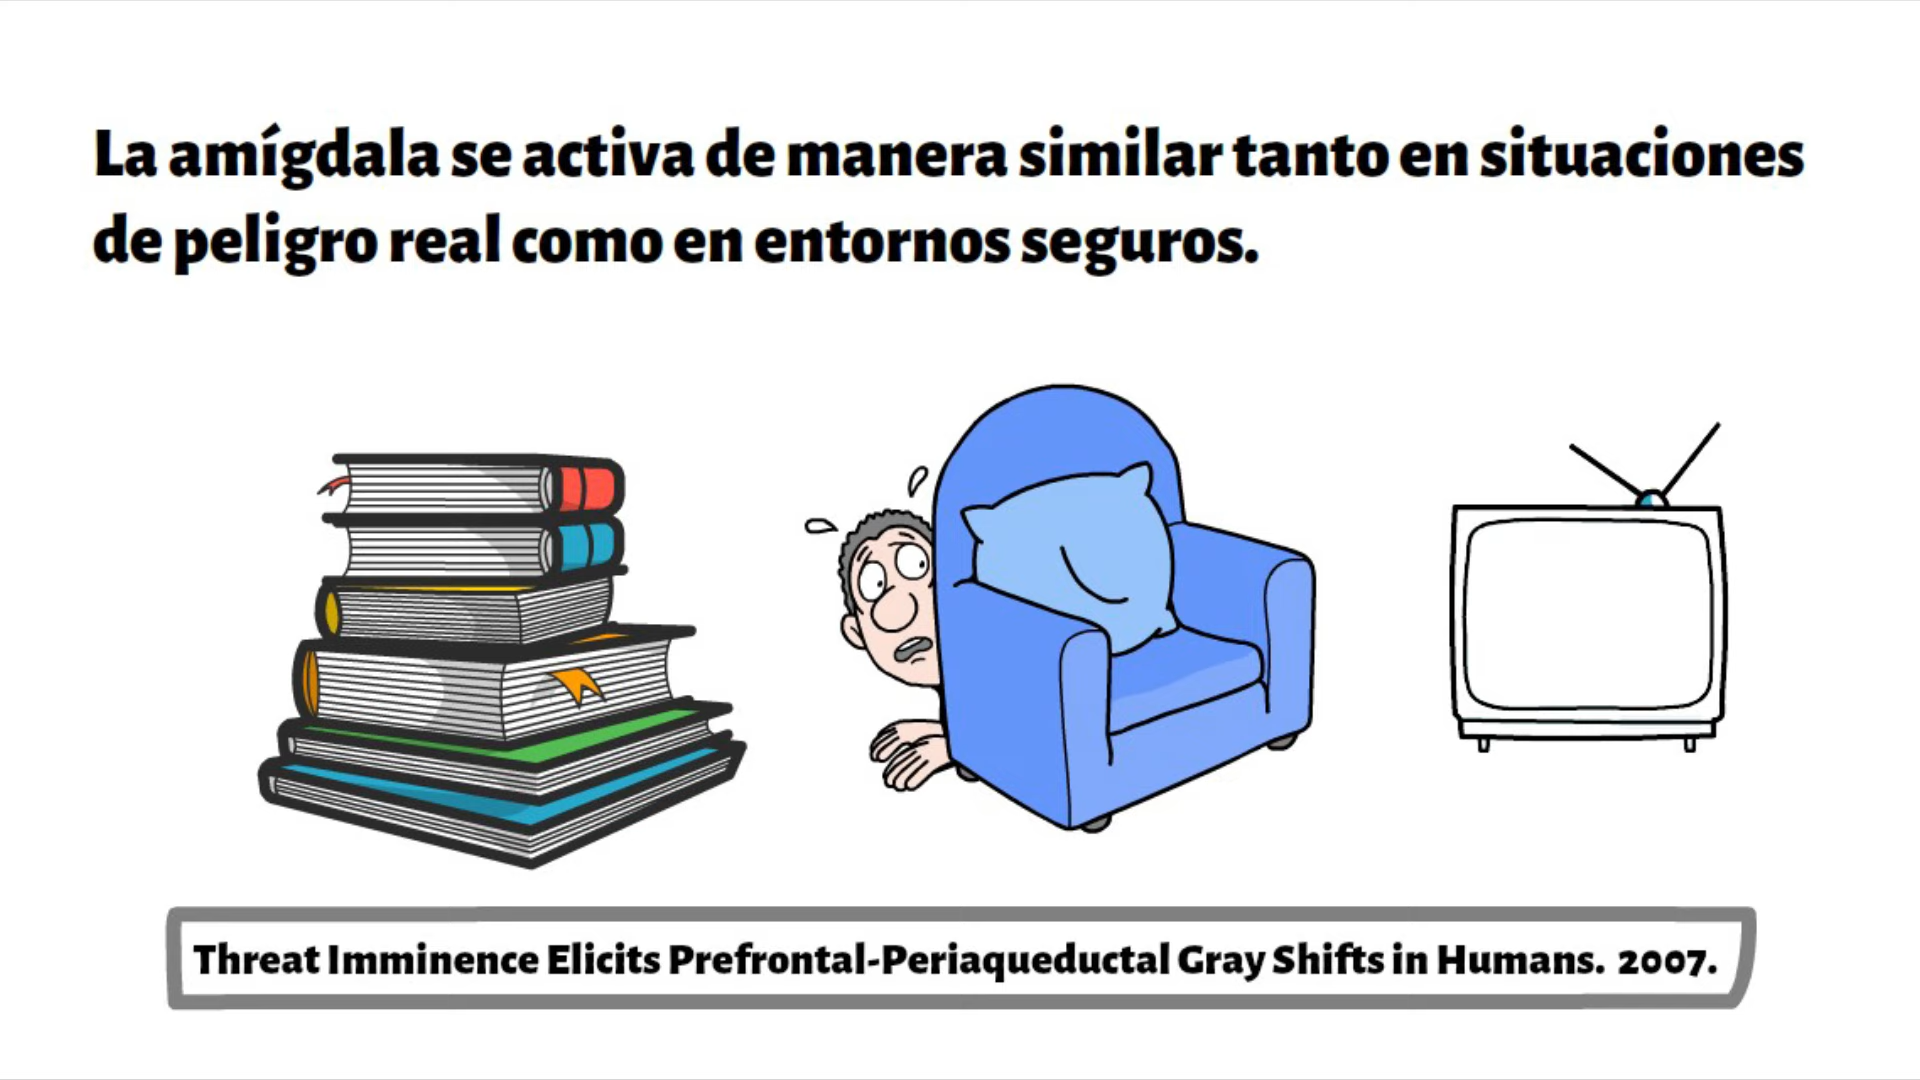 La amígdala se activa de manera similar tanto en situaciones
de peligro real como en entornos seguros.
Threat Imminence Elicits Prefrontal-Periaqueductal Gray Shifts in Humans. 2007.